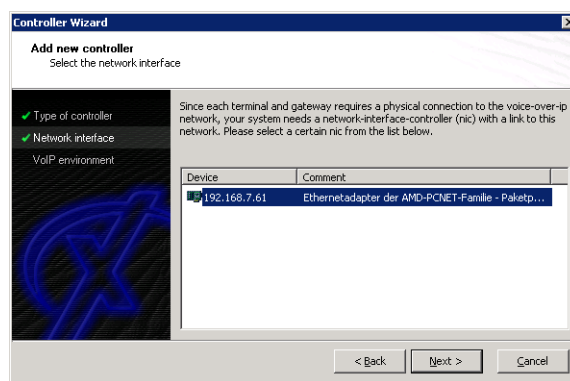 Controller Wizard
Add new controller
Select the network interface
Type of controller
Network interface
VoIP environment
Since each terminal and gateway requires a physical connection to the voice-over-ip
network, your system needs a network-interface-controller (nic) with a link to this
network. Please select a certain nic from the list below.
Device Comment
192.168.7.61 Ethernetadapter der AMD-PCNET-Familie - Paketp...
< Back Next > Cancel